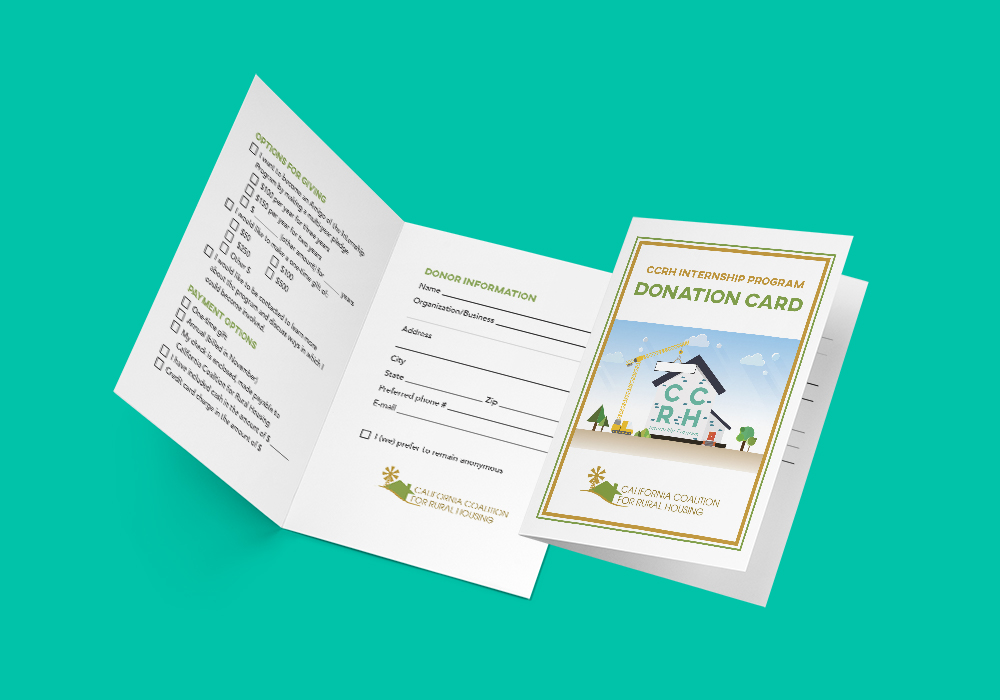 OPTIONS FOR GIVING
I want to become an Amigo of the Internship
Program by making a multi-year pledge.
$100 per year for three years
$150 per year for two years
$ ______ (other amount) for ______ years
I would like to make a one-time gift of:
$50 $100
$250 $500
Other $
I would like to be contacted to learn more
about the program and discuss ways in which I
could become involved.
PAYMENT OPTIONS
One-time gift
Annual (billed in November)
My check is enclosed, made payable to
California Coalition for Rural Housing
I have included cash in the amount of $
Credit card charge in the amount of $
DONOR INFORMATION
Name
Organization/Business
Address
City
State Zip
Preferred phone #
E-mail
I (we) prefer to remain anonymous
CALIFORNIA COALITION
FOR RURAL HOUSING
CCRH INTERNSHIP PROGRAM
DONATION CARD
C C
R H
CALIFORNIA COALITION
FOR RURAL HOUSING